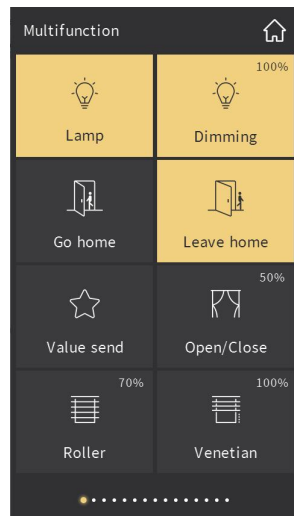 Multifunction
100%
Lamp
Dimming
Go home
Leave home
50%
Value send
Open/Close
70%
100%
Roller
Venetian